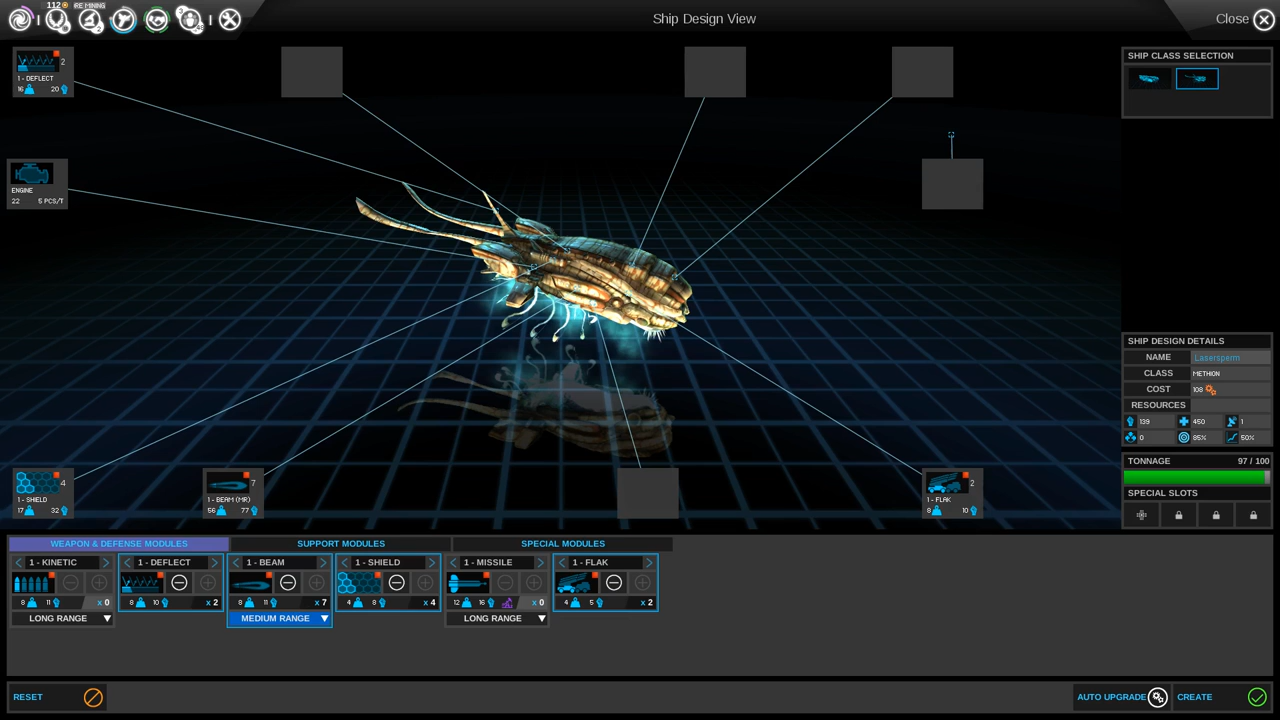 112
RE MINING
Ship Design View
Close
2
1 - DEFLECT
16 20
ENGINE
22 5 PCS/T
SHIP CLASS SELECTION
SHIP DESIGN DETAILS
NAME Lasersperm
CLASS METHION
COST 108
RESOURCES
139 450 1
0 85% 50%
TONNAGE 97 / 100
SPECIAL SLOTS
4
1 - SHIELD
17 32
7
1 - BEAM (MR)
56 77
2
1 - FLAK
8 10
WEAPON & DEFENSE MODULES SUPPORT MODULES SPECIAL MODULES
1 - KINETIC 1 - DEFLECT 1 - BEAM 1 - SHIELD 1 - MISSILE 1 - FLAK
8 11 x 0 8 10 x 2 8 11 x 7 4 8 x 4 12 16 x 0 4 5 x 2
LONG RANGE MEDIUM RANGE LONG RANGE
RESET AUTO UPGRADE CREATE